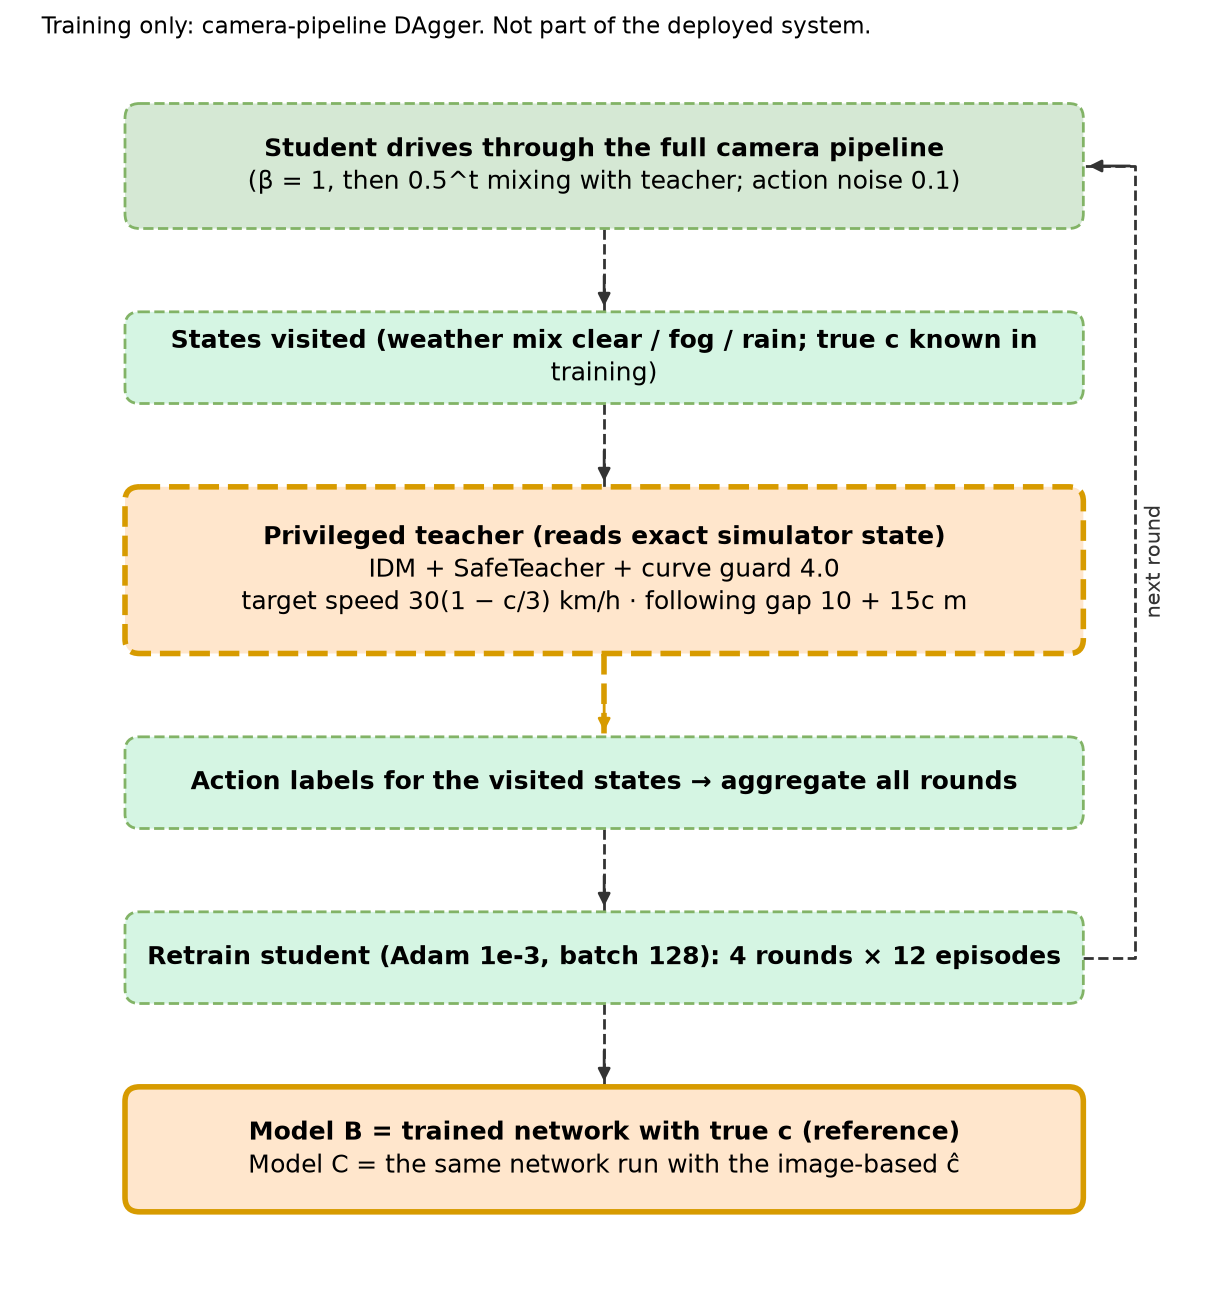 Training only: camera-pipeline DAgger. Not part of the deployed system.
Student drives through the full camera pipeline
(β = 1, then 0.5^t mixing with teacher; action noise 0.1)
States visited (weather mix clear / fog / rain; true c known in
training)
Privileged teacher (reads exact simulator state)
IDM + SafeTeacher + curve guard 4.0
target speed 30(1 − c/3) km/h · following gap 10 + 15c m
next round
Action labels for the visited states → aggregate all rounds
Retrain student (Adam 1e-3, batch 128): 4 rounds × 12 episodes
Model B = trained network with true c (reference)
Model C = the same network run with the image-based ĉ